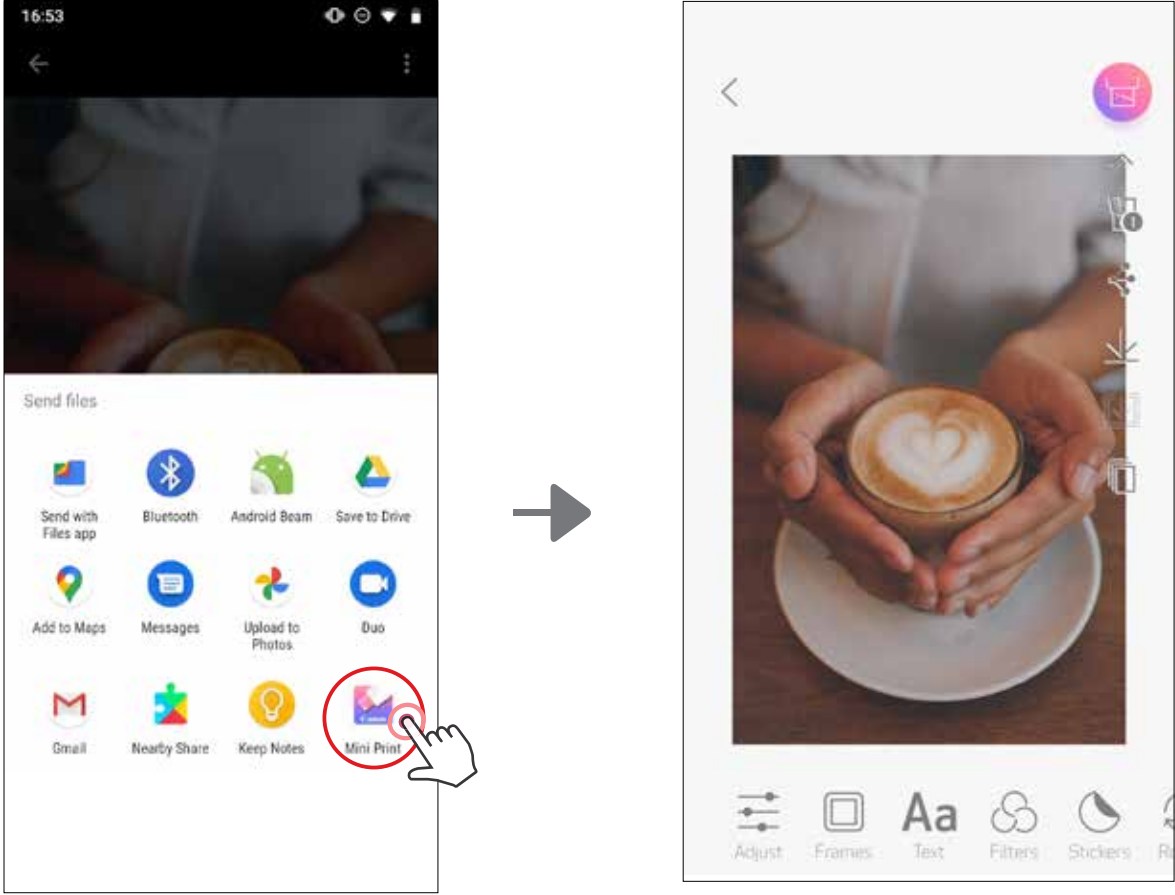 16:53
Send files
Send with
Files app
Bluetooth
Android Beam
Save to Drive
Add to Maps
Messages
Upload to
Photos
Duo
Gmail
Nearby Share
Keep Notes
Mini Print
Aa
Adjust
Frames
Text
Filters
Stickers